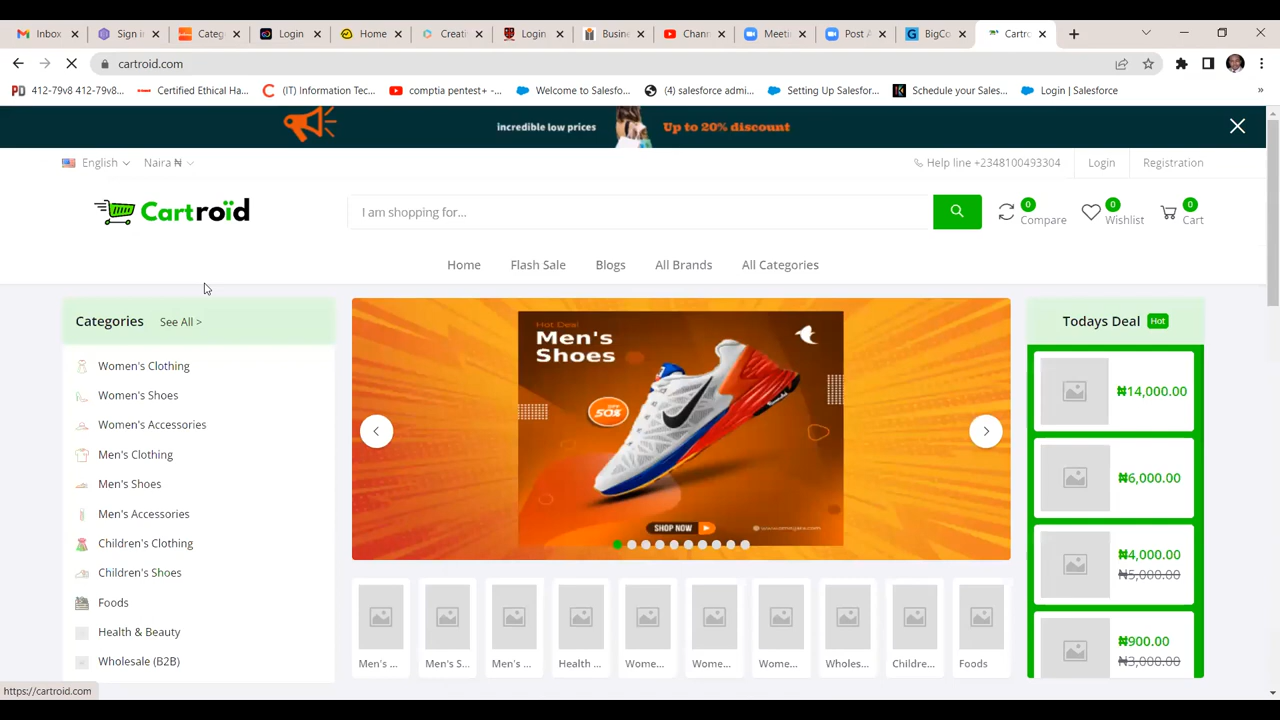 Inbox
Sign in
Categ
Login
Home
Creati
Login
Busine
Chann
Meetin
Post A
BigCo
Cartro
cartroid.com
412-79v8 412-79v8...
Certified Ethical Ha...
(IT) Information Tec...
comptia pentest+ -...
Welcome to Salesfo...
(4) salesforce admi...
Setting Up Salesfor...
Schedule your Sales...
Login | Salesforce
»
incredible low prices
Up to 20% discount
English
Naira ₦
Help line +2348100493304
Login
Registration
Cartroïd
I am shopping for...
0
Compare
0
Wishlist
0
Cart
Home
Flash Sale
Blogs
All Brands
All Categories
Categories
See All >
Women's Clothing
Women's Shoes
Women's Accessories
Men's Clothing
Men's Shoes
Men's Accessories
Children's Clothing
Children's Shoes
Foods
Health & Beauty
Wholesale (B2B)
Hot Deal
Men's
Shoes
50%
SHOP NOW
Todays Deal
Hot
₦14,000.00
₦6,000.00
₦4,000.00
₦5,000.00
₦900.00
₦3,000.00
Men's ...
Men's S...
Men's ...
Health ...
Wome...
Wome...
Wome...
Wholes...
Childre...
Foods
https://cartroid.com